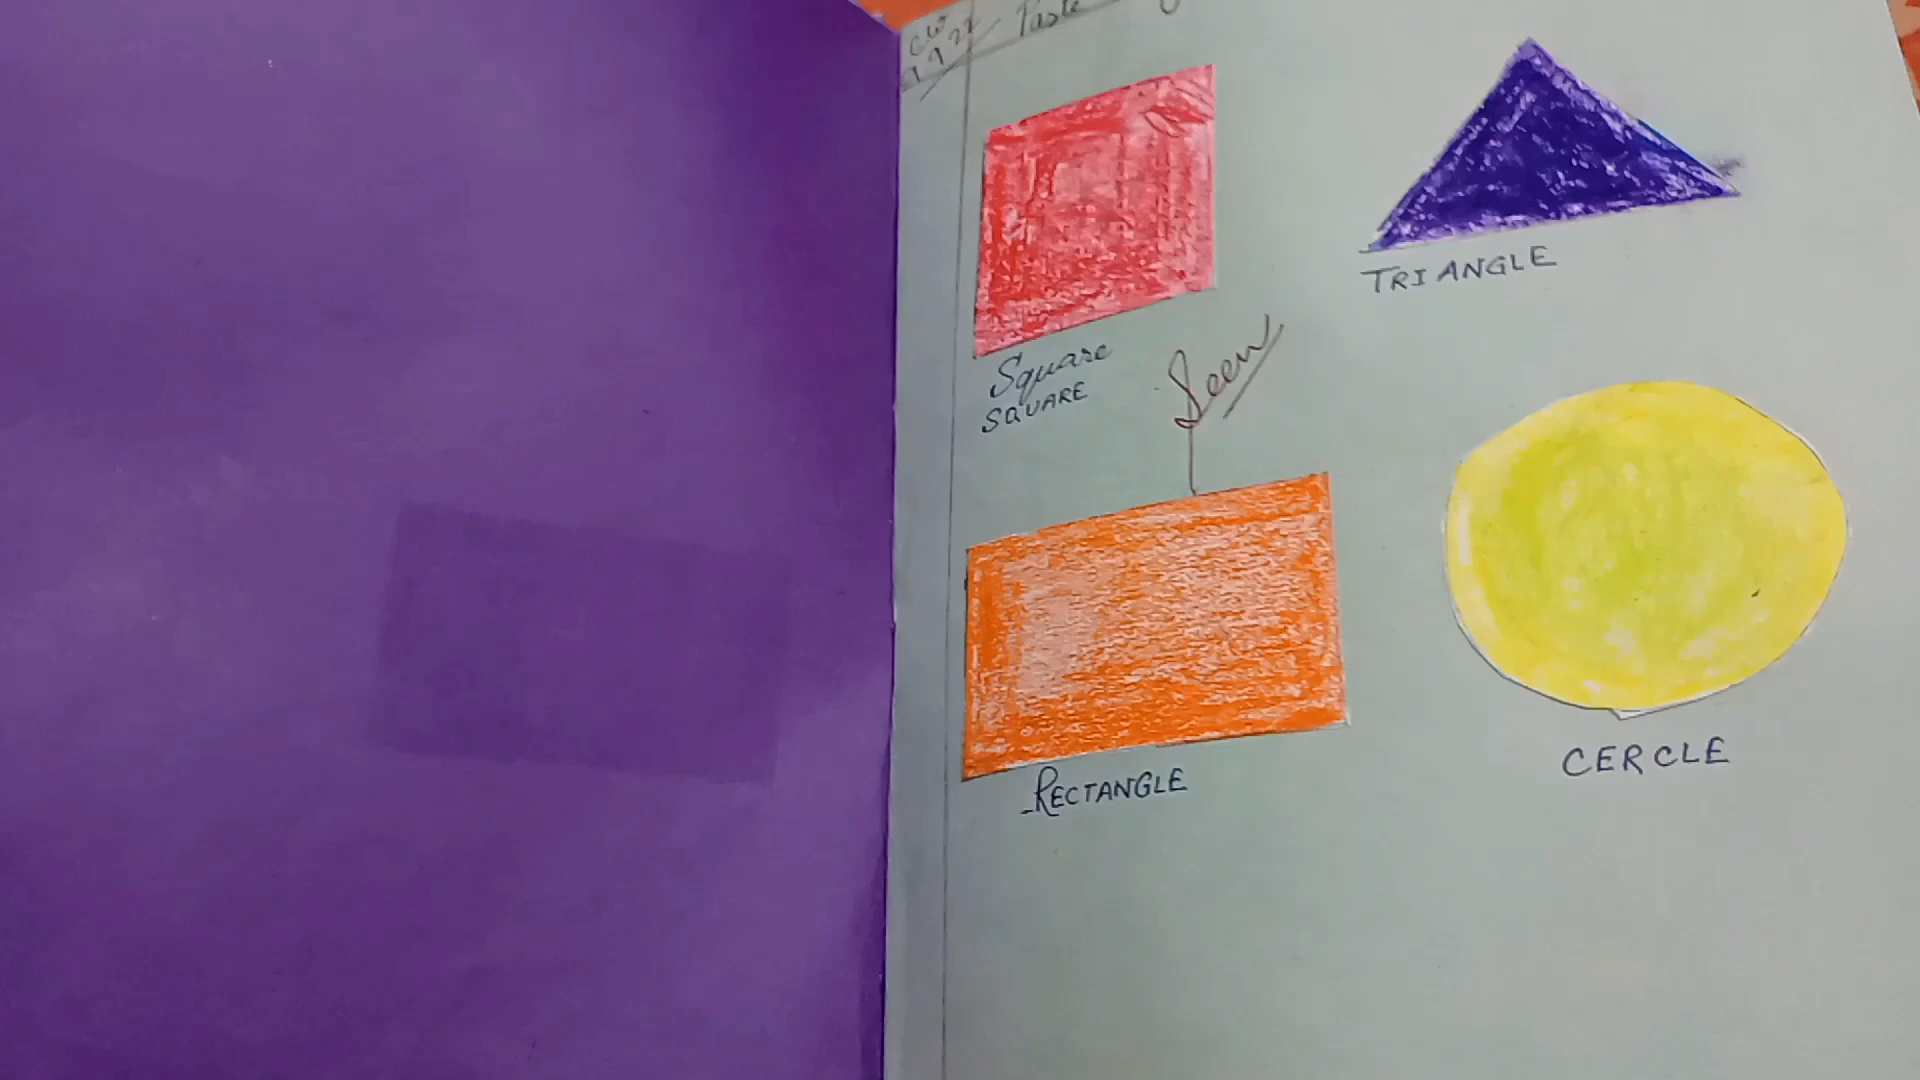 CW
Paste
TRIANGLE
Square
SQUARE
Seen
RECTANGLE
CERCLE